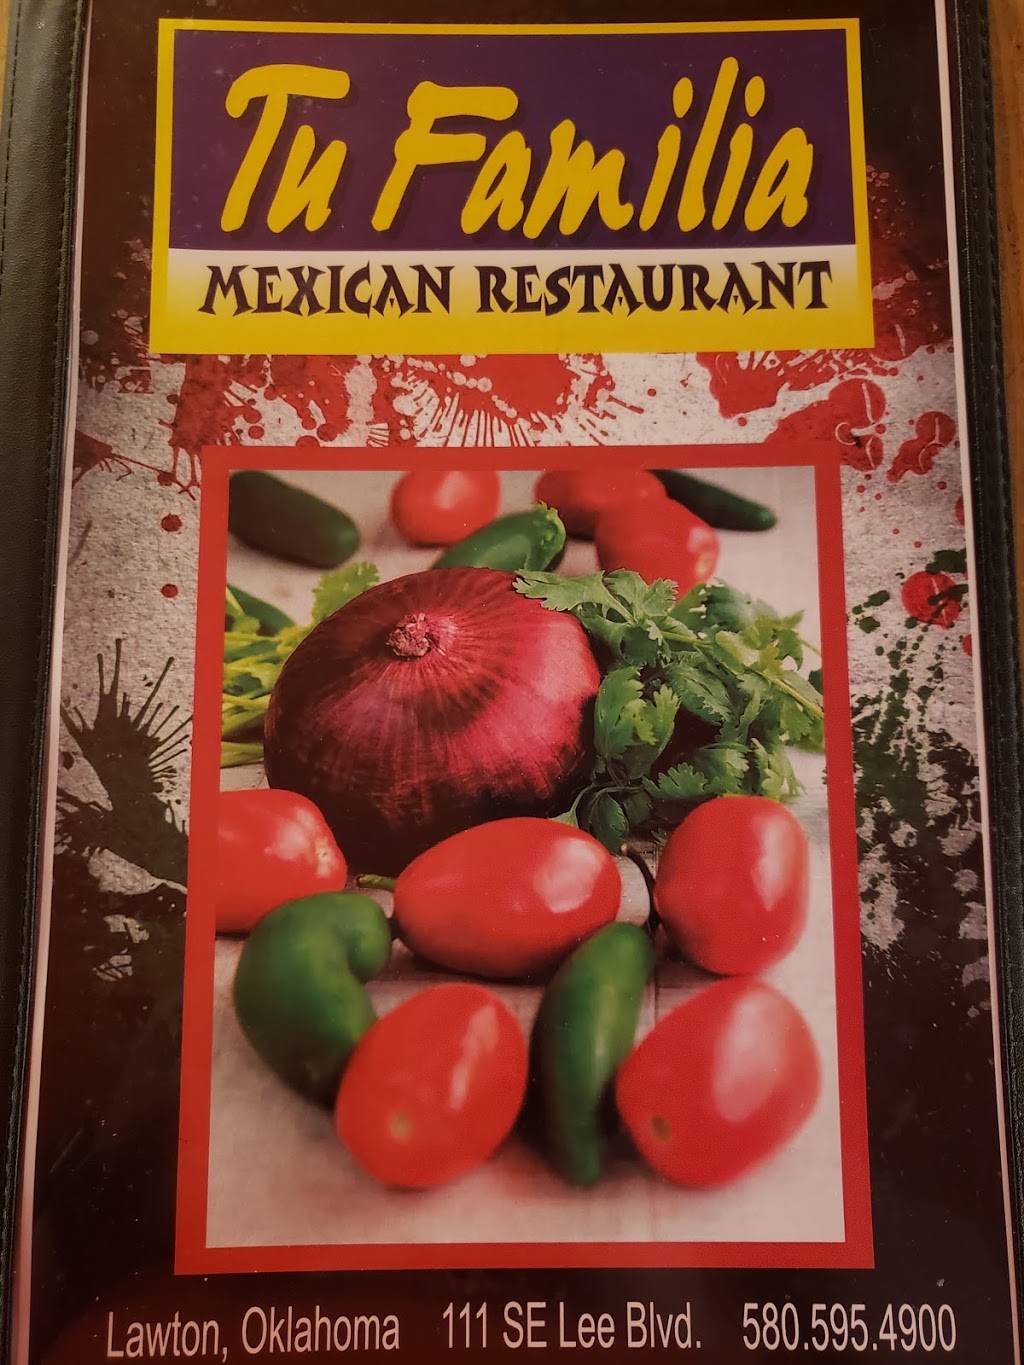 Tu Familia
MEXICAN RESTAURANT
Lawton, Oklahoma 111 SE Lee Blvd. 580.595.4900